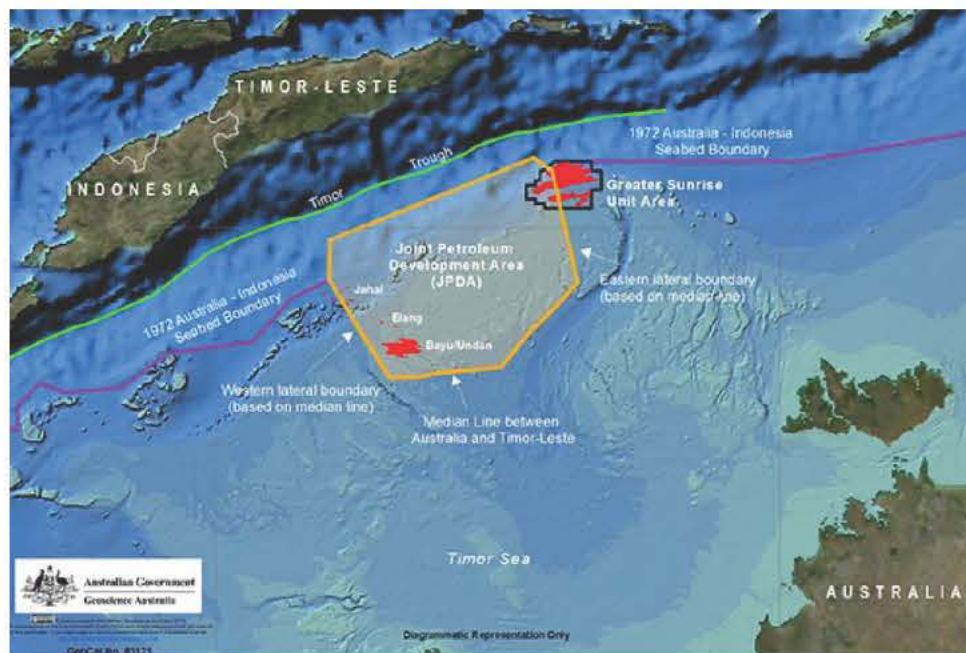 TIMOR-LESTE
INDONESIA
Timor Trough
1972 Australia - Indonesia
Seabed Boundary
Greater Sunrise
Unit Area
Joint Petroleum
Development Area
(JPDA)
Eastern lateral boundary
(based on median line)
Jahal
1972 Australia - Indonesia
Seabed Boundary
Elang
Bayu/Undan
Western lateral boundary
(based on median line)
Median Line between
Australia and Timor-Leste
Timor Sea
Australian Government
Geoscience Australia
AUSTRALIA
Diagrammatic Representation Only